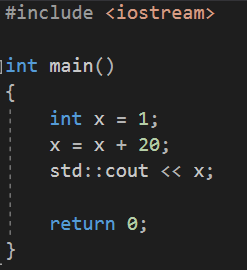 #include <iostream>
int main()
{
int x = 1;
x = x + 20;
std::cout << x;
return 0;
}